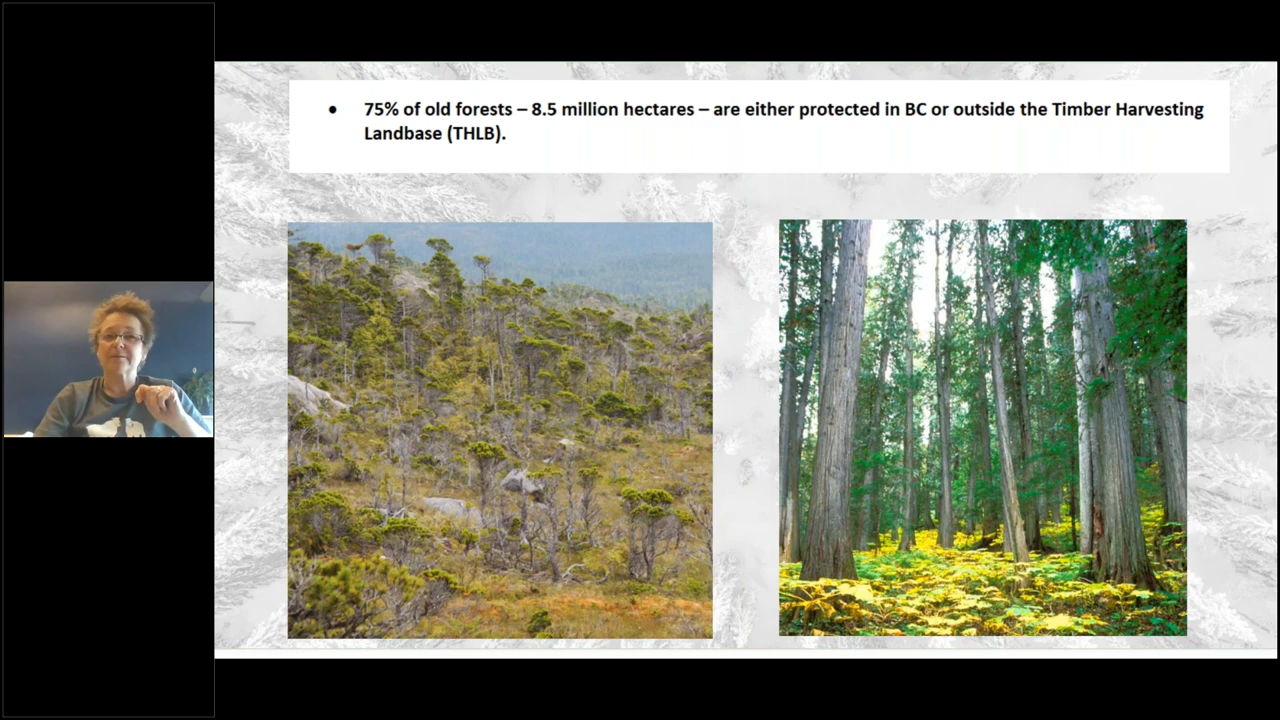 • 75% of old forests – 8.5 million hectares – are either protected in BC or outside the Timber Harvesting
Landbase (THLB).